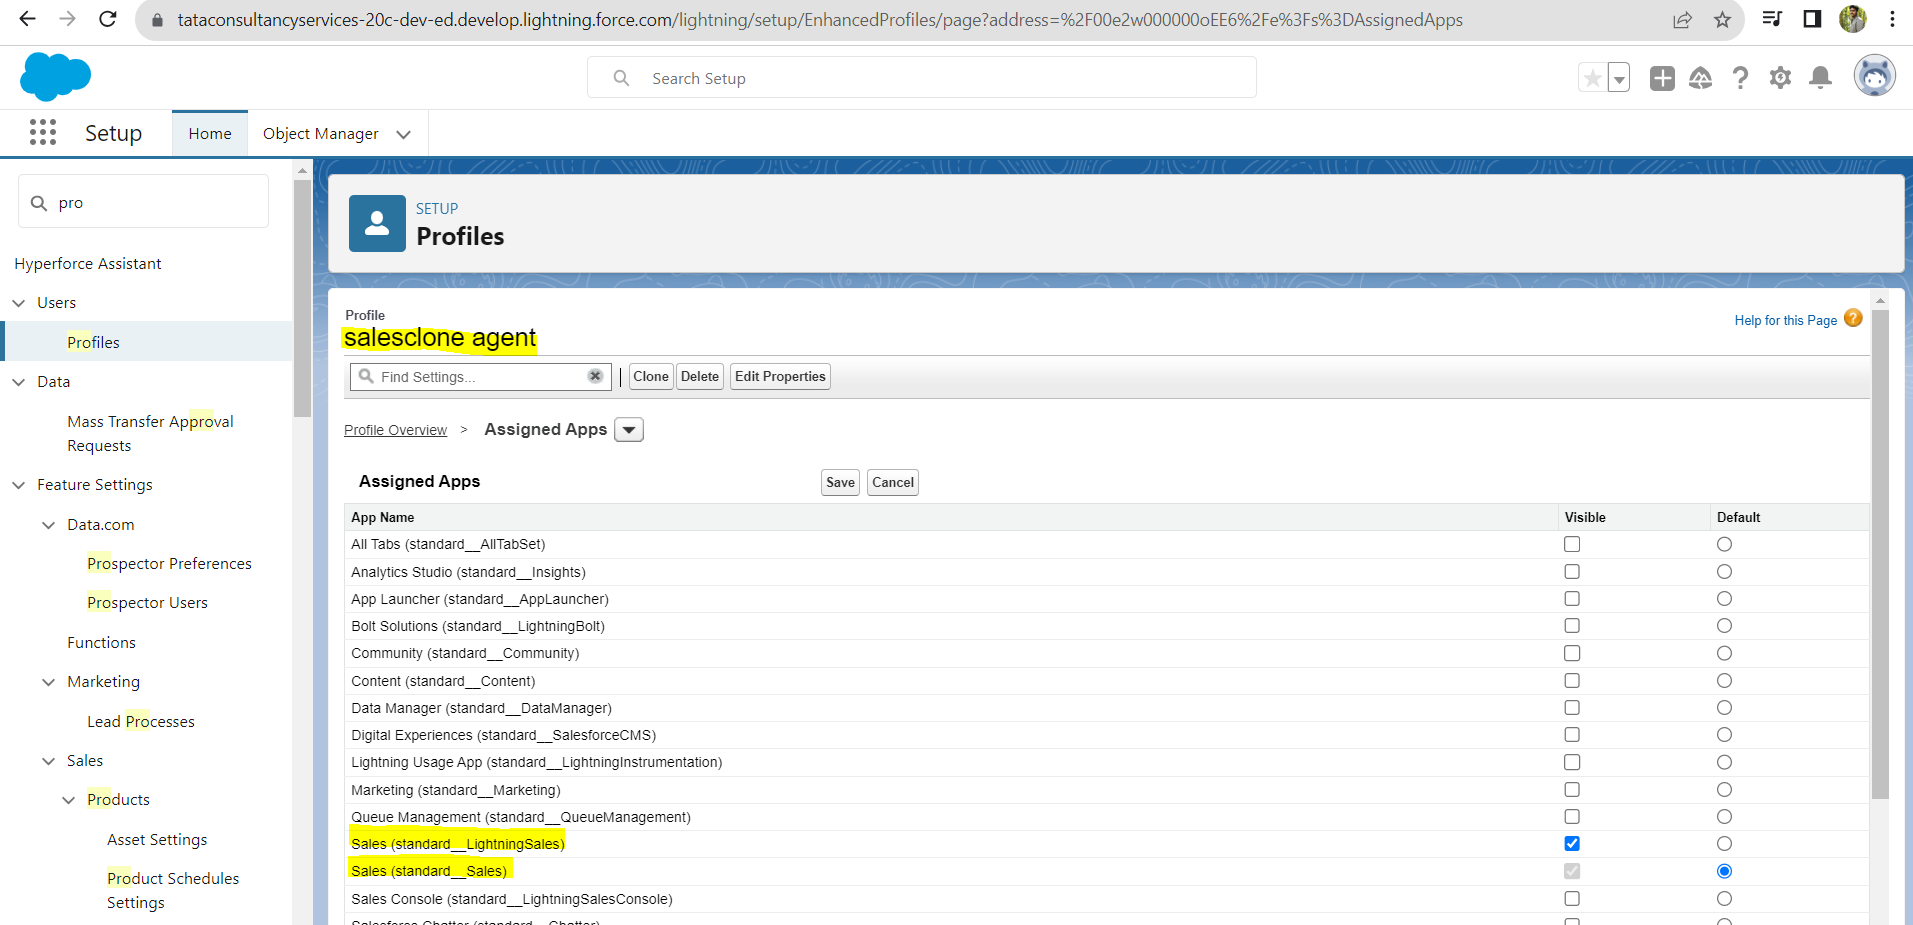 tataconsultancyservices-20c-dev-ed.develop.lightning.force.com/lightning/setup/EnhancedProfiles/page?address=%2F00e2w000000oEE6%2Fe%3Fs%3DAssignedApps
Search Setup
Setup
Home
Object Manager
pro
Hyperforce Assistant
Users
Profiles
Data
Mass Transfer Approval
Requests
Feature Settings
Data.com
Prospector Preferences
Prospector Users
Functions
Marketing
Lead Processes
Sales
Products
Asset Settings
Product Schedules
Settings
SETUP
Profiles
Profile
salesclone agent
Help for this Page ?
Find Settings...
Clone
Delete
Edit Properties
Profile Overview > Assigned Apps
Assigned Apps
Save
Cancel
App Name Visible Default
All Tabs (standard__AllTabSet)
Analytics Studio (standard__Insights)
App Launcher (standard__AppLauncher)
Bolt Solutions (standard__LightningBolt)
Community (standard__Community)
Content (standard__Content)
Data Manager (standard__DataManager)
Digital Experiences (standard__SalesforceCMS)
Lightning Usage App (standard__LightningInstrumentation)
Marketing (standard__Marketing)
Queue Management (standard__QueueManagement)
Sales (standard__LightningSales)
Sales (standard__Sales)
Sales Console (standard__LightningSalesConsole)
Salesforce Chatter (standard__Chatter)